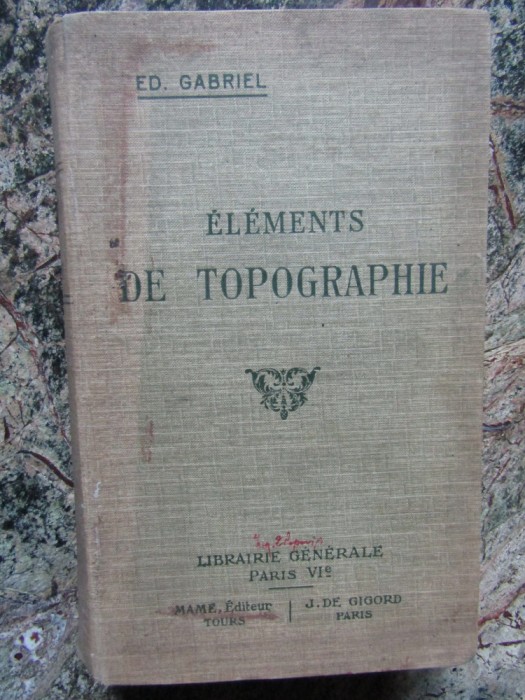 ED. GABRIEL
ÉLÉMENTS
DE TOPOGRAPHIE
LIBRAIRIE GÉNÉRALE
PARIS VIe
MAME, Éditeur
TOURS
J. DE GIGORD
PARIS